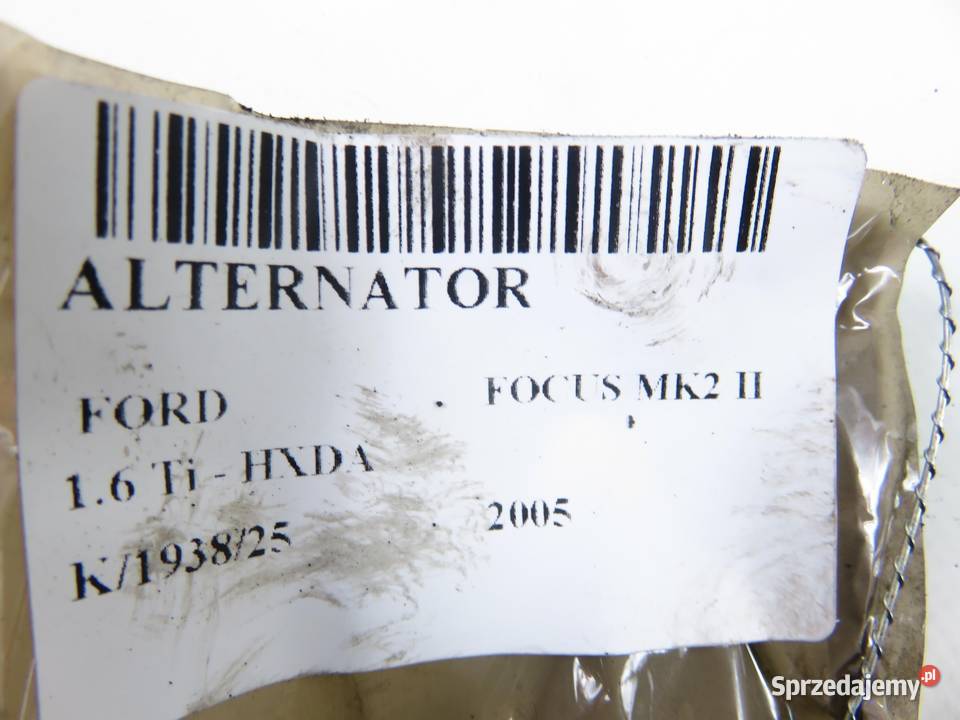 ALTERNATOR
FORD FOCUS MK2 II
1.6 Ti - HXDA
2005
K/1938/25
Sprzedajemy.pl